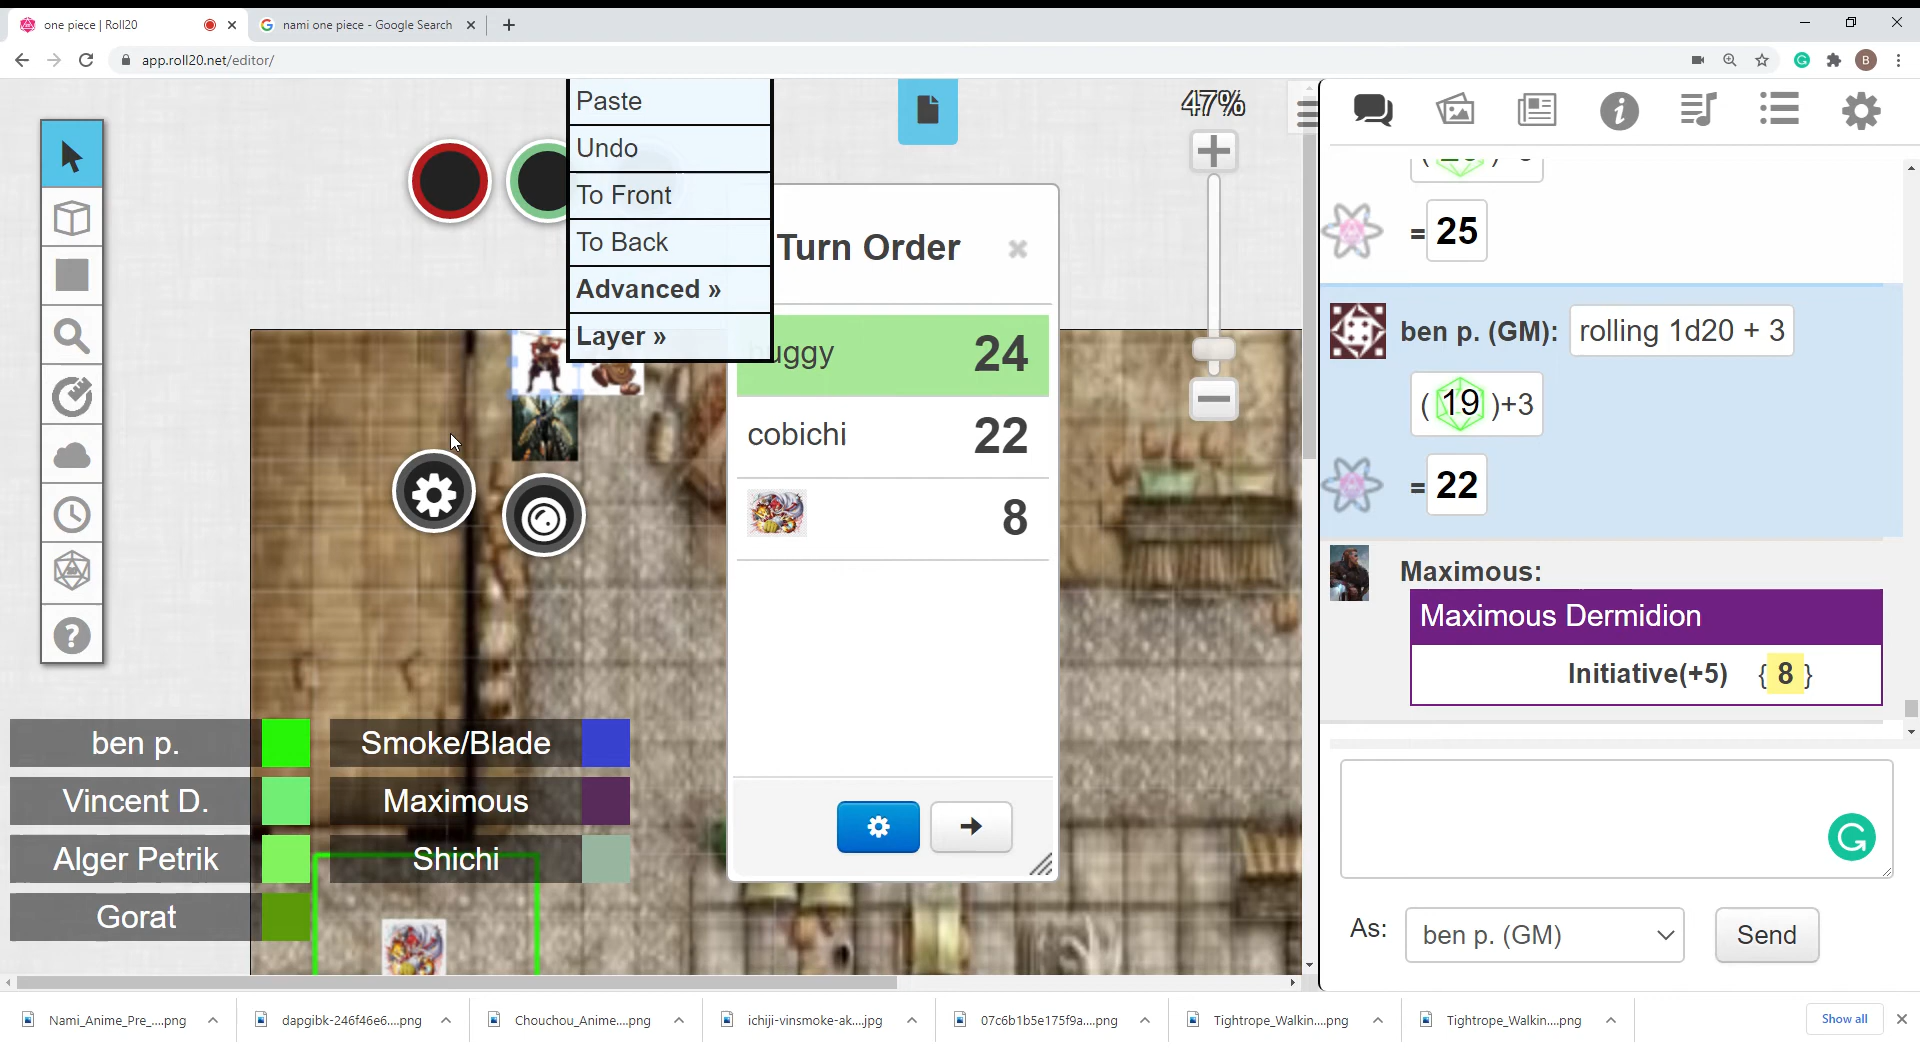 one piece | Roll20
nami one piece - Google Search
app.roll20.net/editor/
B
Paste
Undo
To Front
To Back
Advanced »
Layer »
47%
Turn Order
uggy 24
cobichi 22
8
= 25
ben p. (GM): rolling 1d20 + 3
(19)+3
= 22
Maximous:
Maximous Dermidion
Initiative(+5) {8}
ben p.
Smoke/Blade
Vincent D.
Maximous
Alger Petrik
Shichi
Gorat
As: ben p. (GM) Send
Nami_Anime_Pre_....png
dapgibk-246f46e6....png
Chouchou_Anime....png
ichiji-vinsmoke-ak....jpg
07c6b1b5e175f9a....png
Tightrope_Walkin....png
Tightrope_Walkin....png
Show all